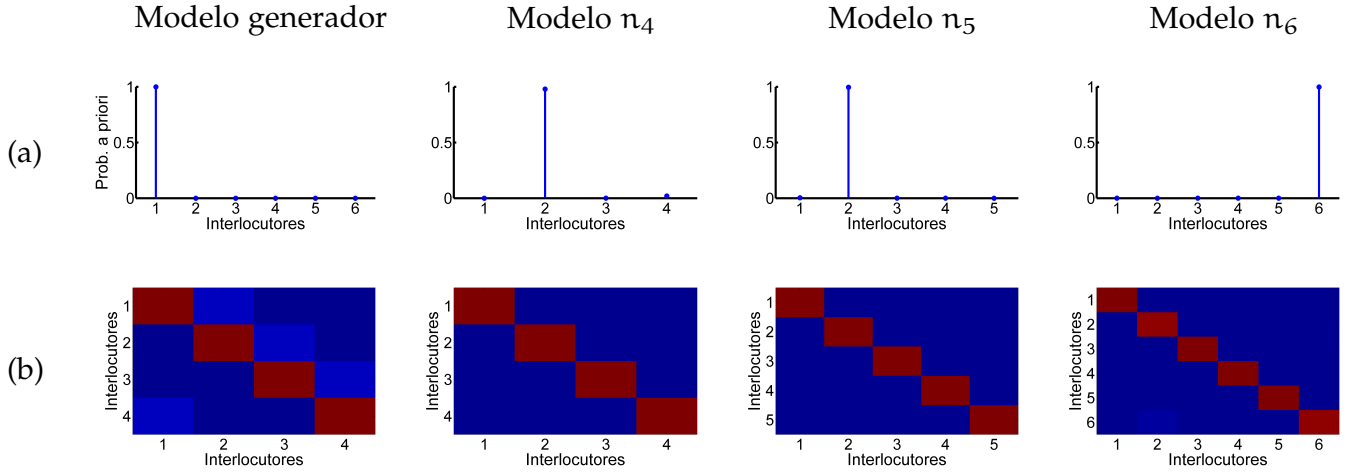 Modelo generador
Modelo n4
Modelo n5
Modelo n6
(a)
Prob. a priori
1
0.5
0
1 2 3 4 5 6
Interlocutores
1
0.5
0
1 2 3 4
Interlocutores
1
0.5
0
1 2 3 4 5
Interlocutores
1
0.5
0
1 2 3 4 5 6
Interlocutores
(b)
Interlocutores
1
2
3
4
1 2 3 4
Interlocutores
Interlocutores
1
2
3
4
1 2 3 4
Interlocutores
Interlocutores
1
2
3
4
5
1 2 3 4 5
Interlocutores
Interlocutores
1
2
3
4
5
6
1 2 3 4 5 6
Interlocutores